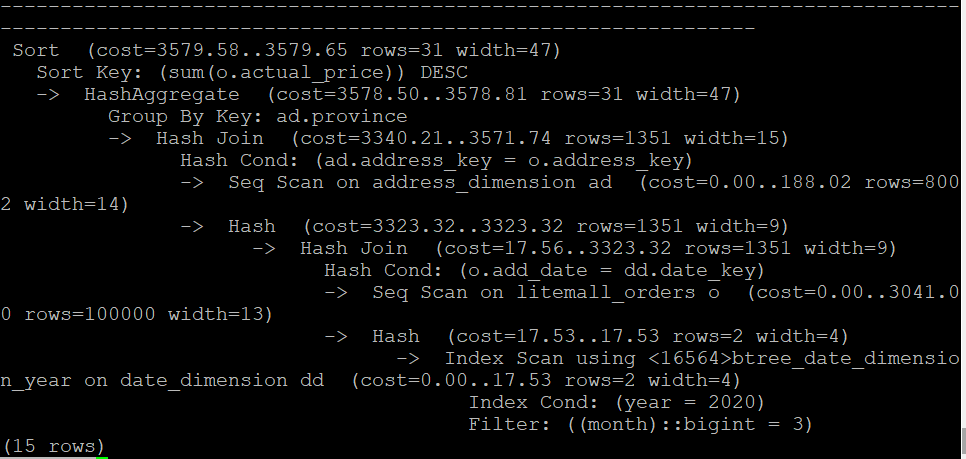 --------------------------------------------------------------------------------
---------------------------------------------------------------
 Sort  (cost=3579.58..3579.65 rows=31 width=47)
   Sort Key: (sum(o.actual_price)) DESC
   ->  HashAggregate  (cost=3578.50..3578.81 rows=31 width=47)
         Group By Key: ad.province
         ->  Hash Join  (cost=3340.21..3571.74 rows=1351 width=15)
               Hash Cond: (ad.address_key = o.address_key)
               ->  Seq Scan on address_dimension ad  (cost=0.00..188.02 rows=800
2 width=14)
               ->  Hash  (cost=3323.32..3323.32 rows=1351 width=9)
                     ->  Hash Join  (cost=17.56..3323.32 rows=1351 width=9)
                           Hash Cond: (o.add_date = dd.date_key)
                           ->  Seq Scan on litemall_orders o  (cost=0.00..3041.0
0 rows=100000 width=13)
                           ->  Hash  (cost=17.53..17.53 rows=2 width=4)
                                 ->  Index Scan using <16564>btree_date_dimensio
n_year on date_dimension dd  (cost=0.00..17.53 rows=2 width=4)
                                       Index Cond: (year = 2020)
                                       Filter: ((month)::bigint = 3)
(15 rows)